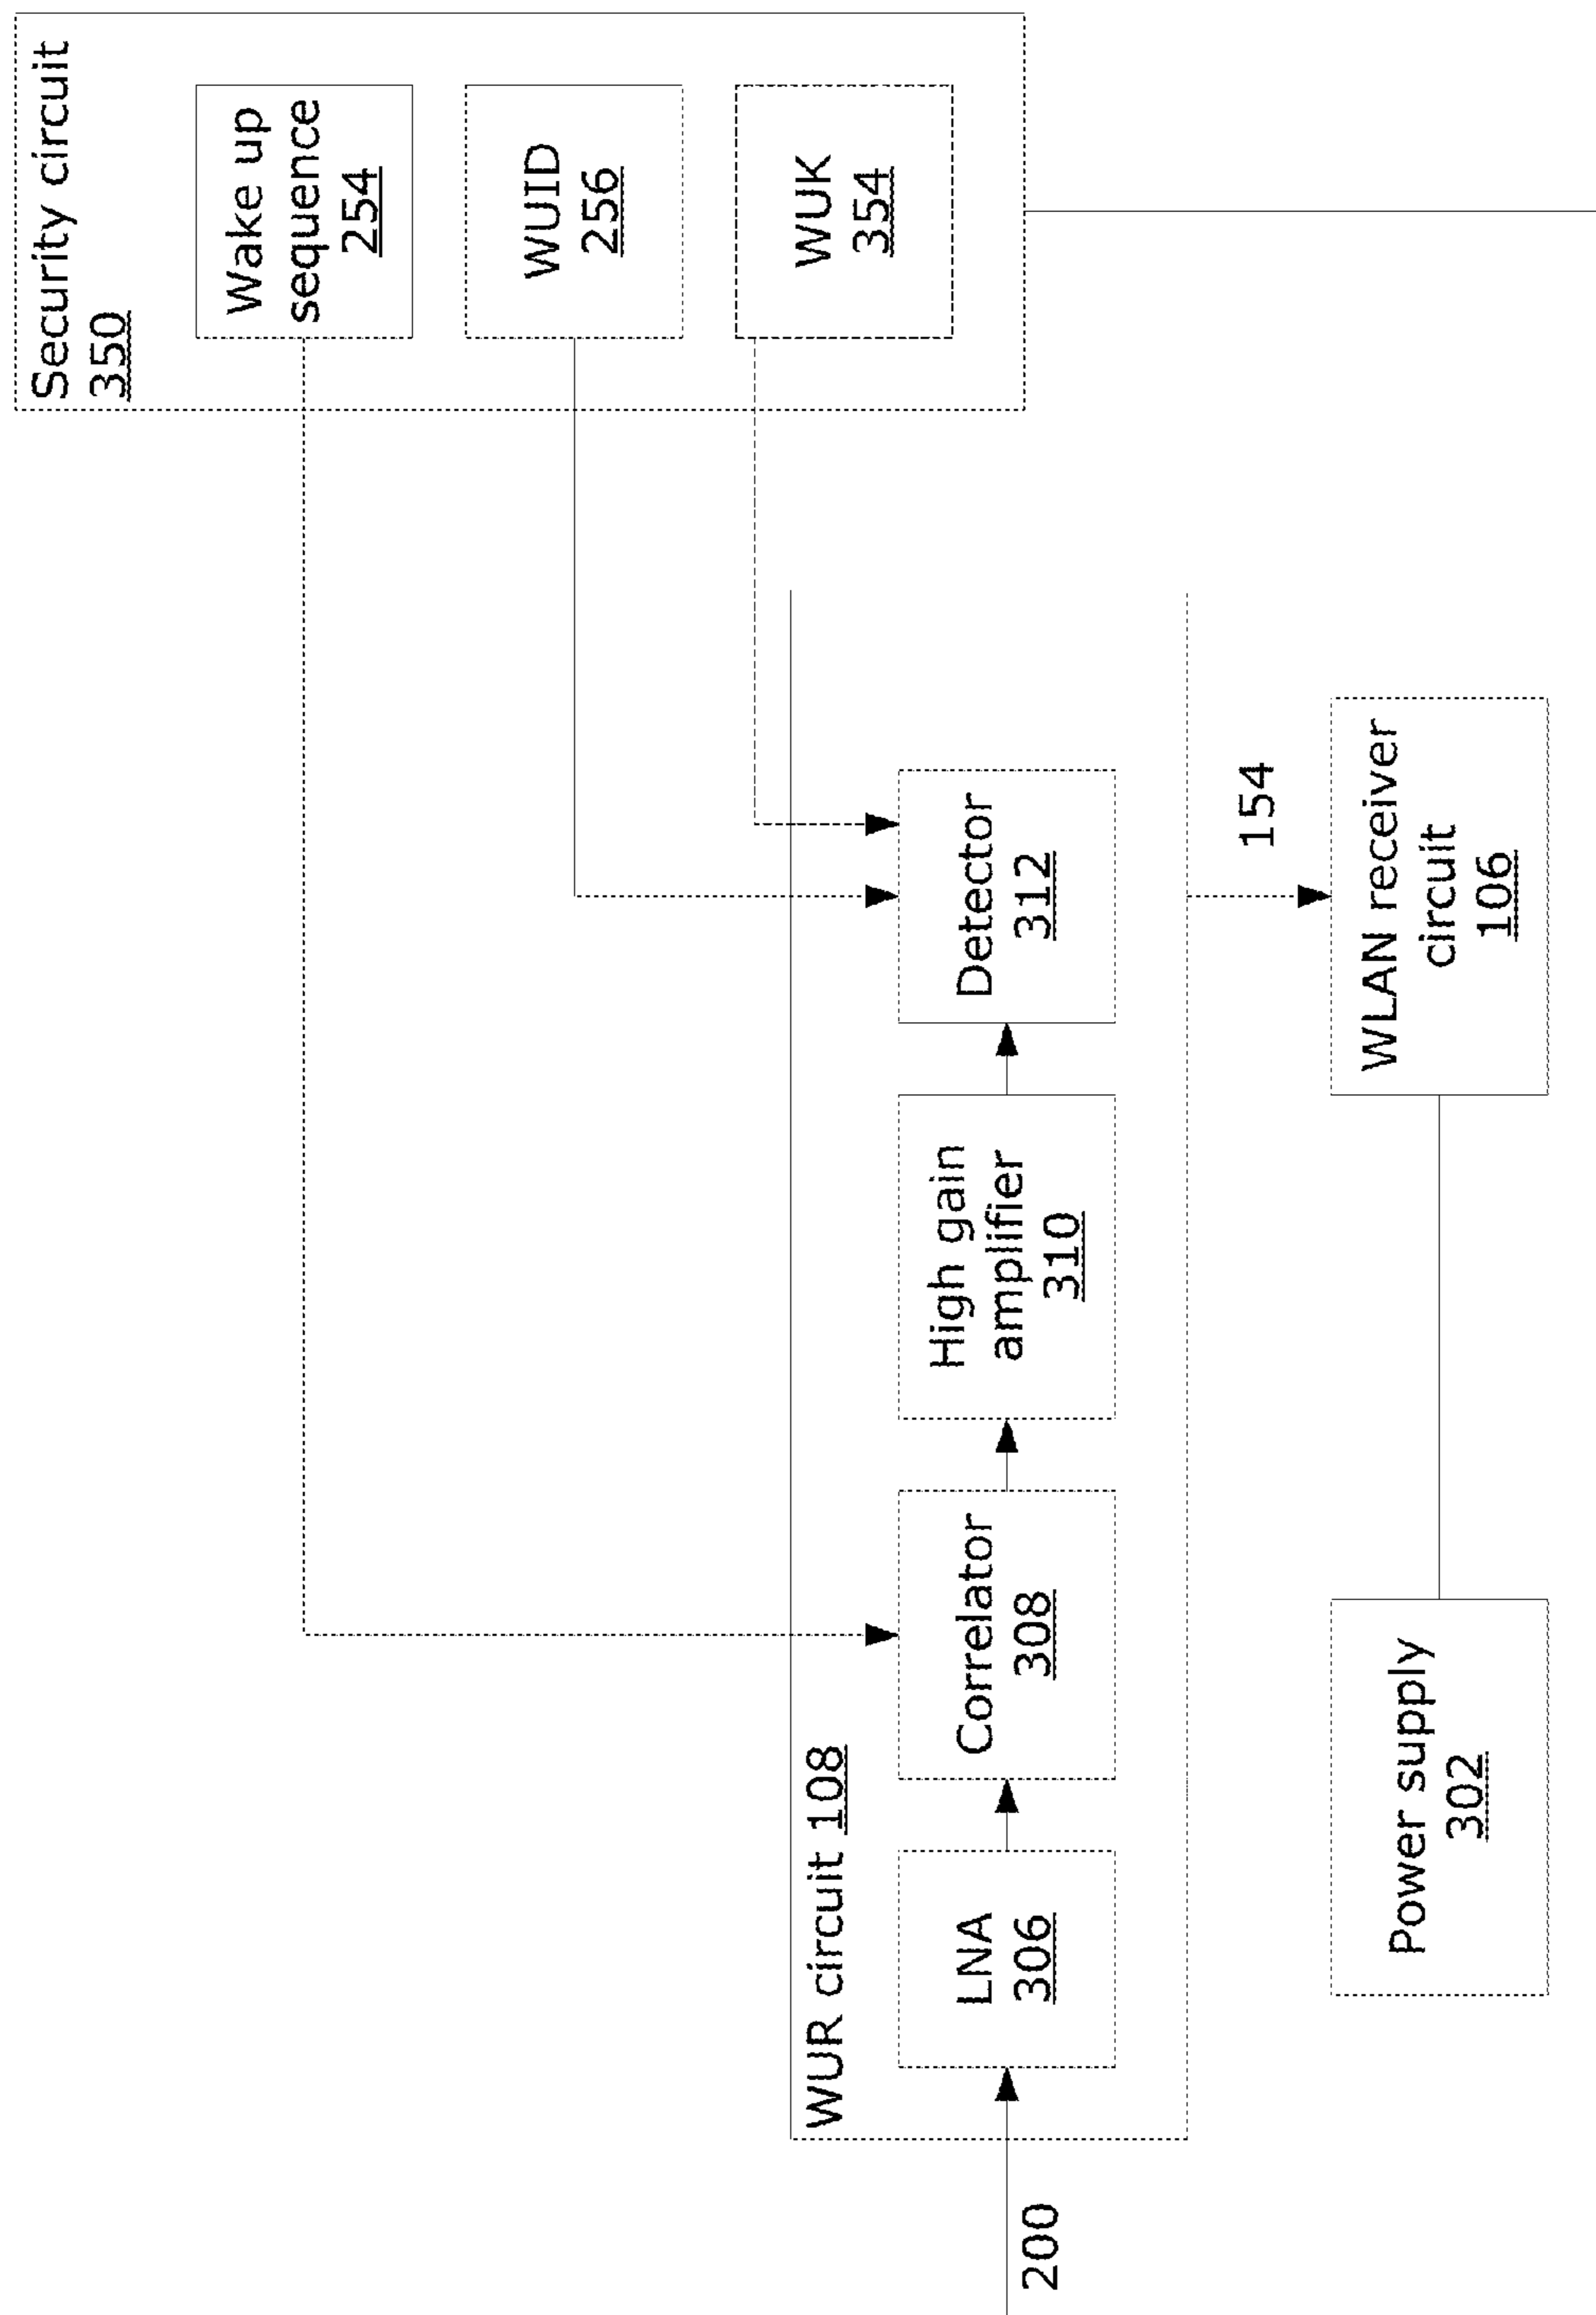 Security circuit
350
Wake up
sequence
254
WUID
256
WUK
354
WUR circuit 108
200
LNA
306
Correlator
308
High gain
amplifier
310
Detector
312
154
Power supply
302
WLAN receiver
circuit
106